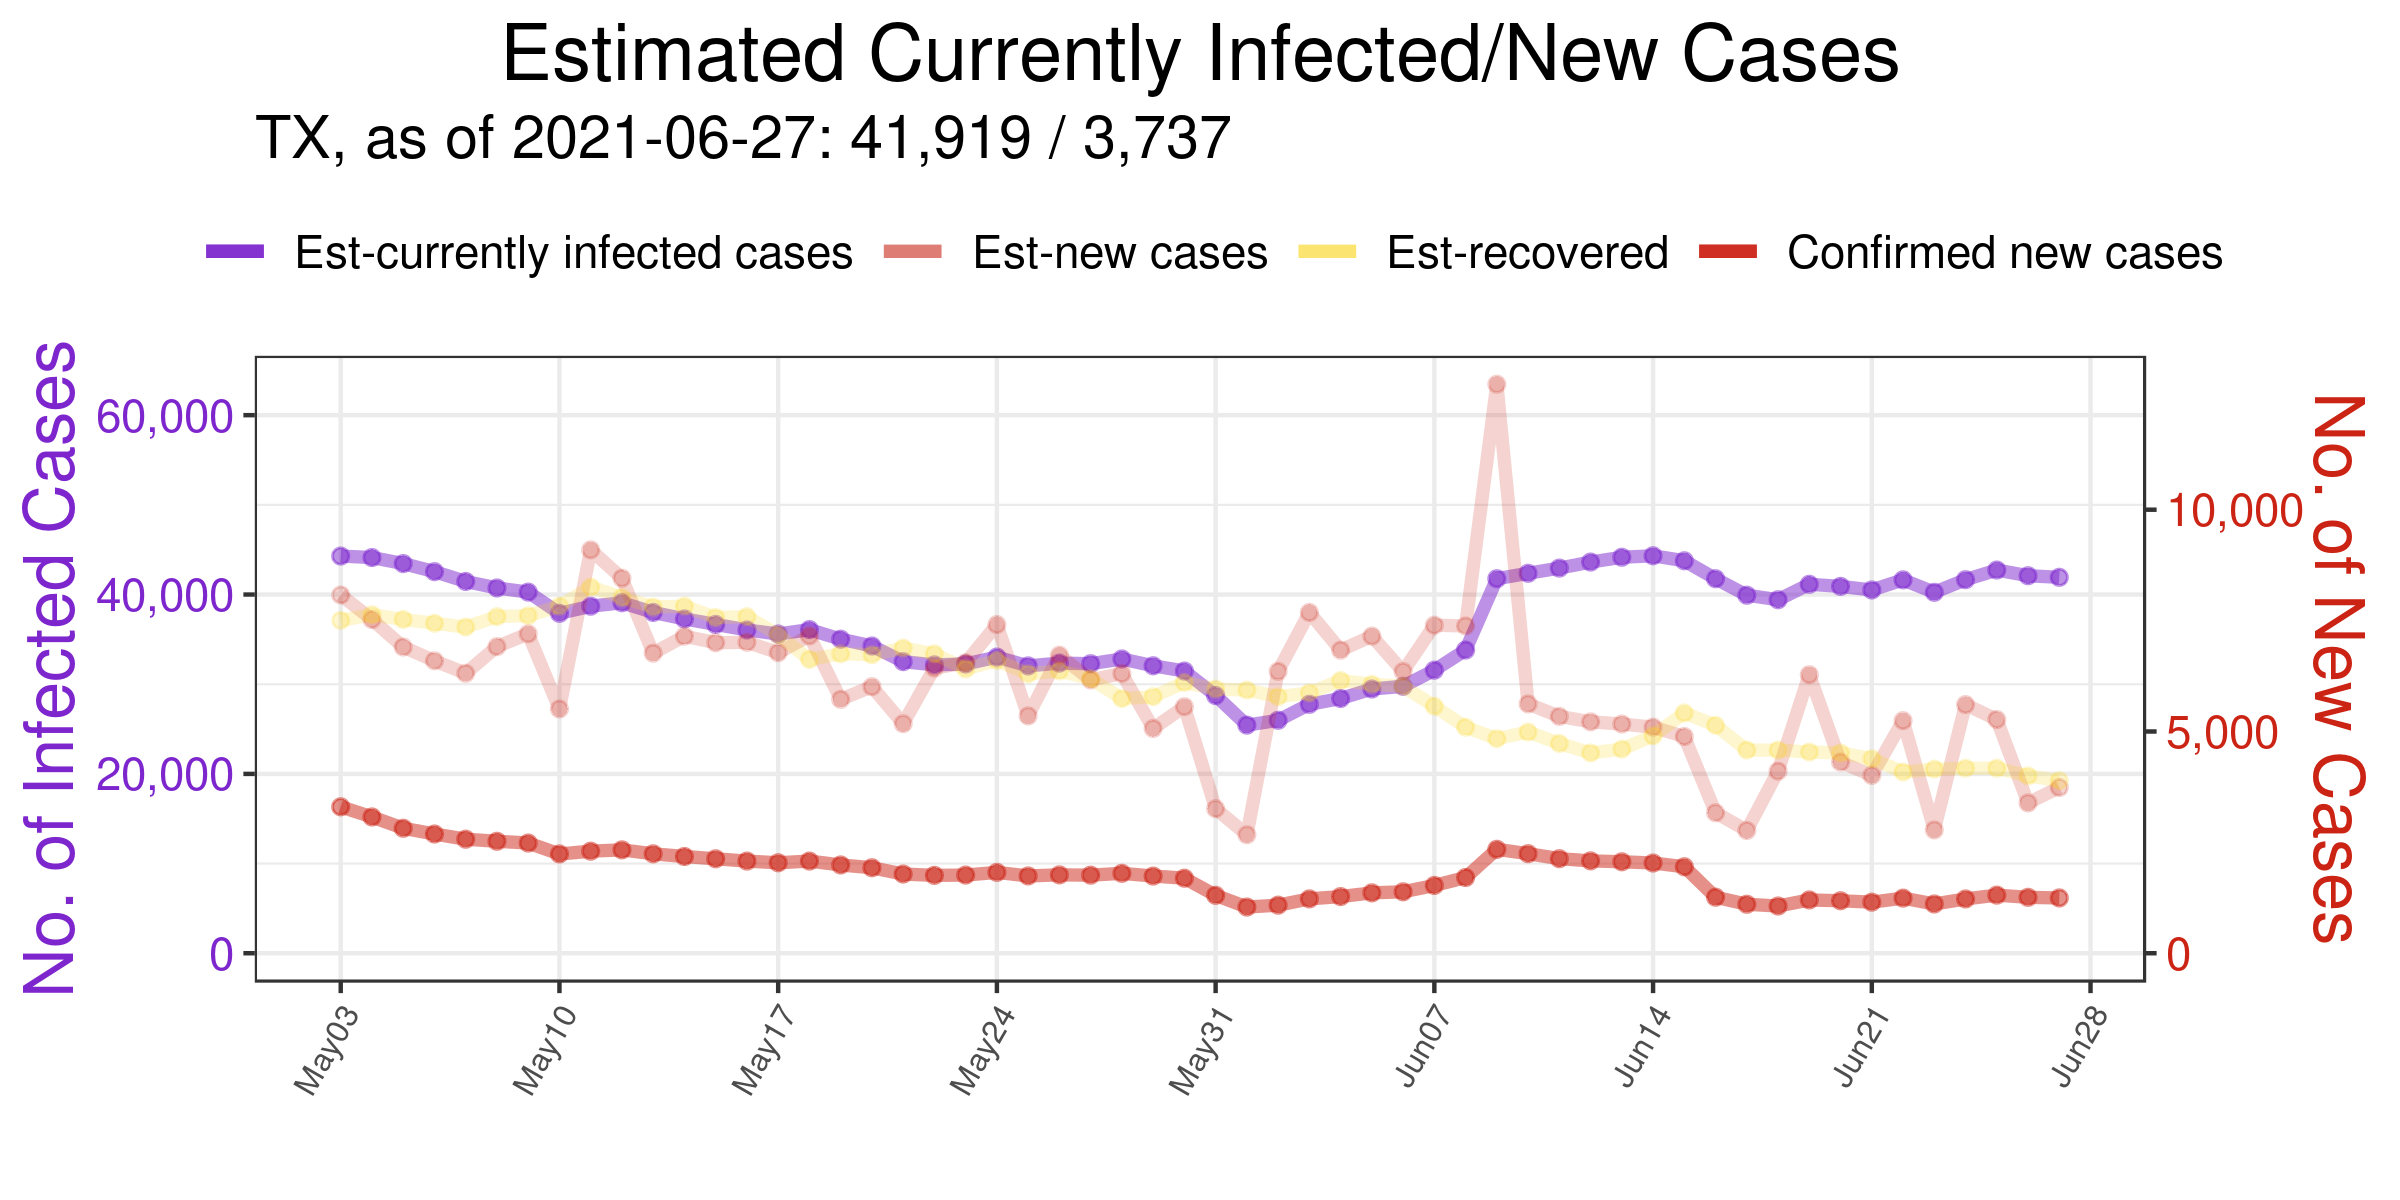 Estimated Currently Infected/New Cases
TX, as of 2021-06-27: 41,919 / 3,737
Est-currently infected cases Est-new cases Est-recovered Confirmed new cases
No. of Infected Cases
60,000
40,000
20,000
0
10,000
5,000
0
No. of New Cases
May03 May10 May17 May24 May31 Jun07 Jun14 Jun21 Jun28